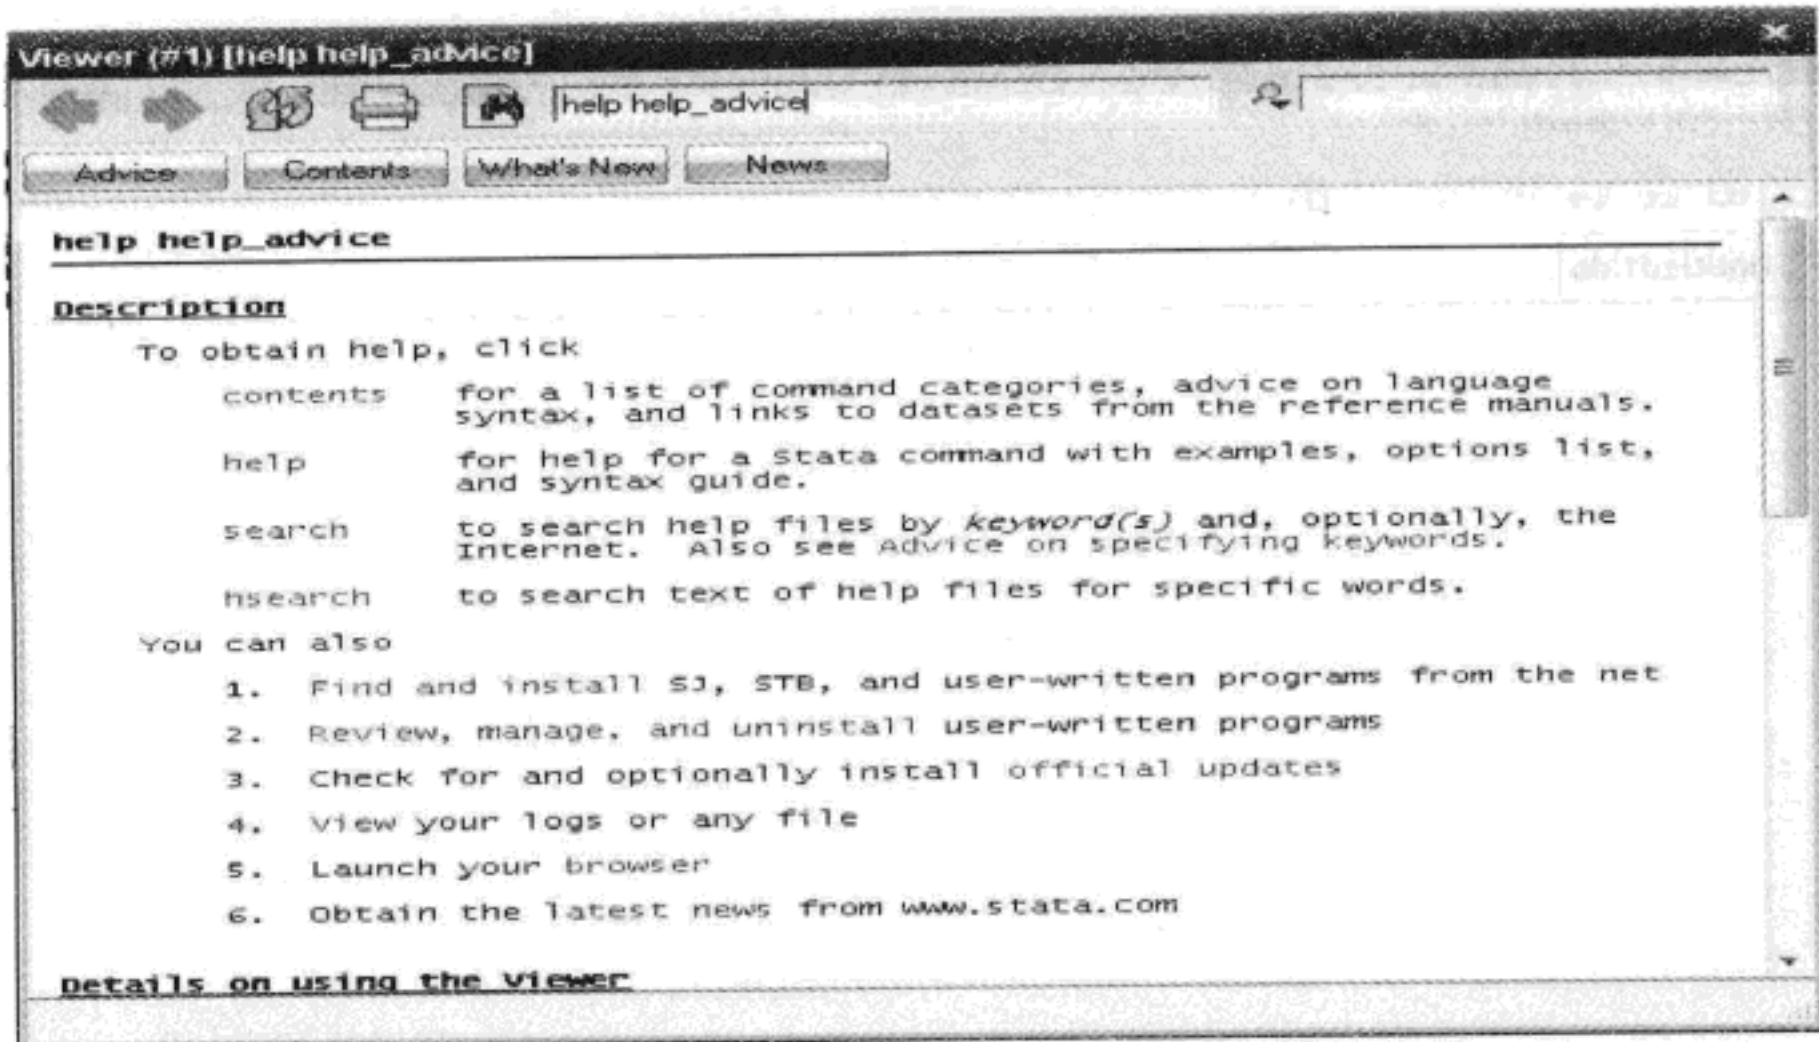 Viewer (#1) [help help_advice]
help help_advice
Advice Contents What's New News
help help_advice
Description
To obtain help, click
contents for a list of command categories, advice on language
syntax, and links to datasets from the reference manuals.
help for help for a Stata command with examples, options list,
and syntax guide.
search to search help files by keyword(s) and, optionally, the
Internet. Also see Advice on specifying keywords.
hsearch to search text of help files for specific words.
You can also
1. Find and install SJ, STB, and user-written programs from the net
2. Review, manage, and uninstall user-written programs
3. Check for and optionally install official updates
4. View your logs or any file
5. Launch your browser
6. Obtain the latest news from www.stata.com
Details on using the Viewer